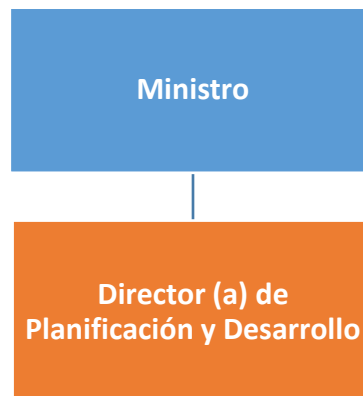 Ministro
Director (a) de
Planificación y Desarrollo